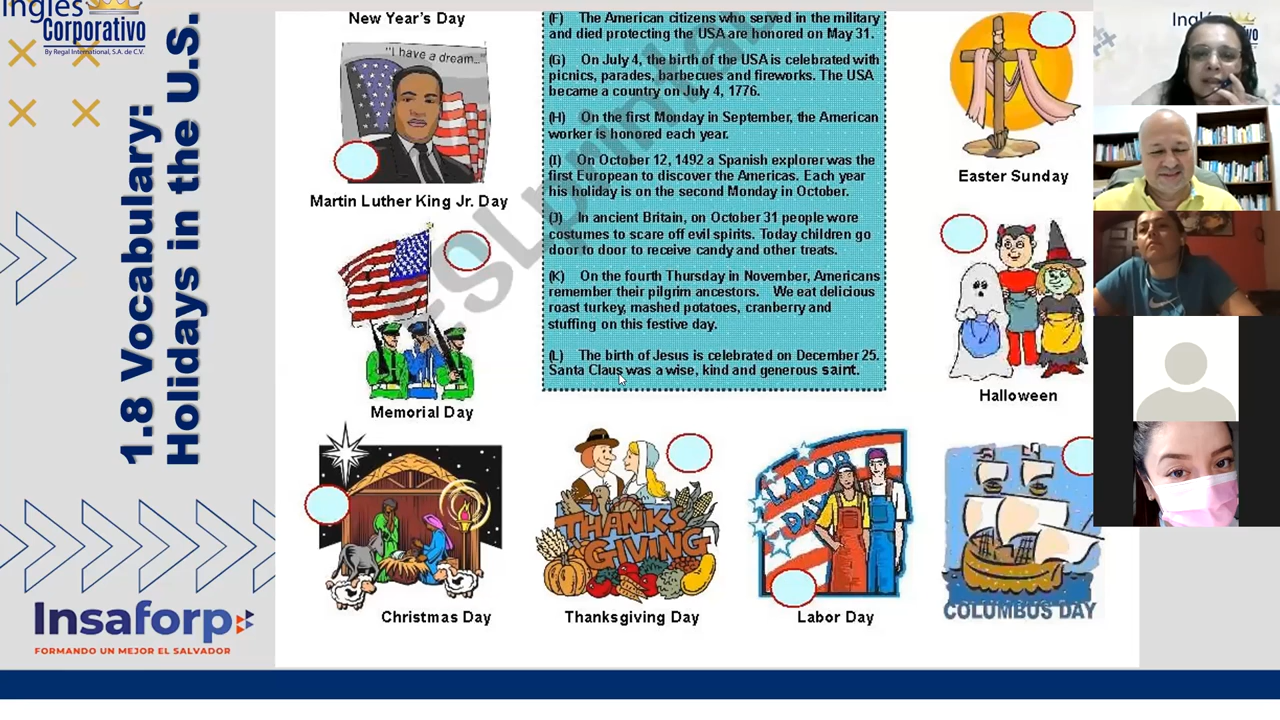 Inglés
Corporativo
By Regal International, S.A. de C.V.
1.8 Vocabulary:
Holidays in the U.S.
Insaforp
FORMANDO UN MEJOR EL SALVADOR
New Year's Day
"I have a dream...
Martin Luther King Jr. Day
Memorial Day
(F) The American citizens who served in the military
and died protecting the USA are honored on May 31.
(G) On July 4, the birth of the USA is celebrated with
picnics, parades, barbecues and fireworks. The USA
became a country on July 4, 1776.
(H) On the first Monday in September, the American
worker is honored each year.
(I) On October 12, 1492 a Spanish explorer was the
first European to discover the Americas. Each year
his holiday is on the second Monday in October.
(J) In ancient Britain, on October 31 people wore
costumes to scare off evil spirits. Today children go
door to door to receive candy and other treats.
(K) On the fourth Thursday in November, Americans
remember their pilgrim ancestors. We eat delicious
roast turkey, mashed potatoes, cranberry and
stuffing on this festive day.
(L) The birth of Jesus is celebrated on December 25.
Santa Claus was a wise, kind and generous saint.
ESLprinta
Easter Sunday
Halloween
Christmas Day
THANKS
GIVING
Thanksgiving Day
LABOR
DAY
Labor Day
COLUMBUS DAY